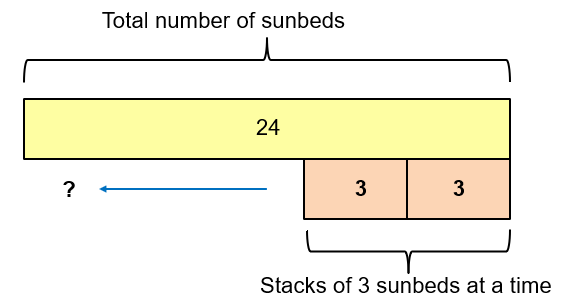 Total number of sunbeds
24
? 3 3
Stacks of 3 sunbeds at a time